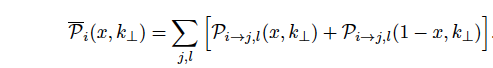 $\overline{\mathcal{P}}_i(x, k_\perp) = \sum_{j,l} \left[ \mathcal{P}_{i \to j,l}(x, k_\perp) + \mathcal{P}_{i \to j,l}(1 - x, k_\perp) \right].$